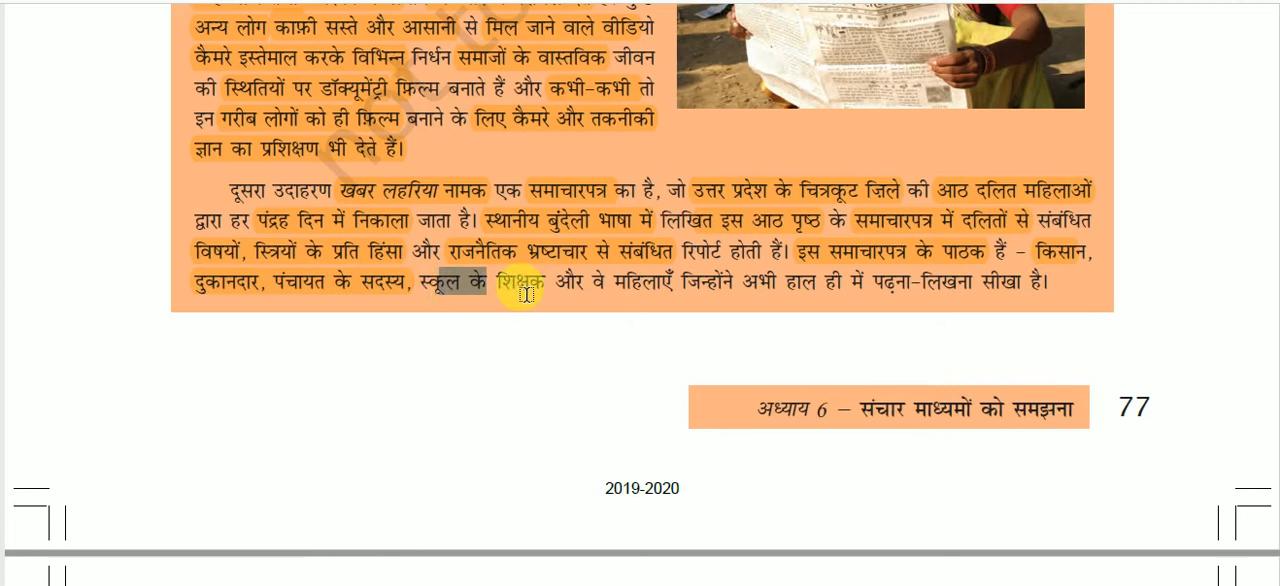 अन्य लोग काफ़ी सस्ते और आसानी से मिल जाने वाले वीडियो
कैमरे इस्तेमाल करके विभिन्न निर्धन समाजों के वास्तविक जीवन
की स्थितियों पर डॉक्यूमेंट्री फ़िल्म बनाते हैं और कभी-कभी तो
इन गरीब लोगों को ही फ़िल्म बनाने के लिए कैमरे और तकनीकी
ज्ञान का प्रशिक्षण भी देते हैं।
दूसरा उदाहरण खबर लहरिया नामक एक समाचारपत्र का है, जो उत्तर प्रदेश के चित्रकूट ज़िले की आठ दलित महिलाओं
द्वारा हर पंद्रह दिन में निकाला जाता है। स्थानीय बुंदेली भाषा में लिखित इस आठ पृष्ठ के समाचारपत्र में दलितों से संबंधित
विषयों, स्त्रियों के प्रति हिंसा और राजनैतिक भ्रष्टाचार से संबंधित रिपोर्ट होती हैं। इस समाचारपत्र के पाठक हैं – किसान,
दुकानदार, पंचायत के सदस्य, स्कूल के शिक्षक और वे महिलाएँ जिन्होंने अभी हाल ही में पढ़ना-लिखना सीखा है।
अध्याय 6 – संचार माध्यमों को समझना 77
2019-2020